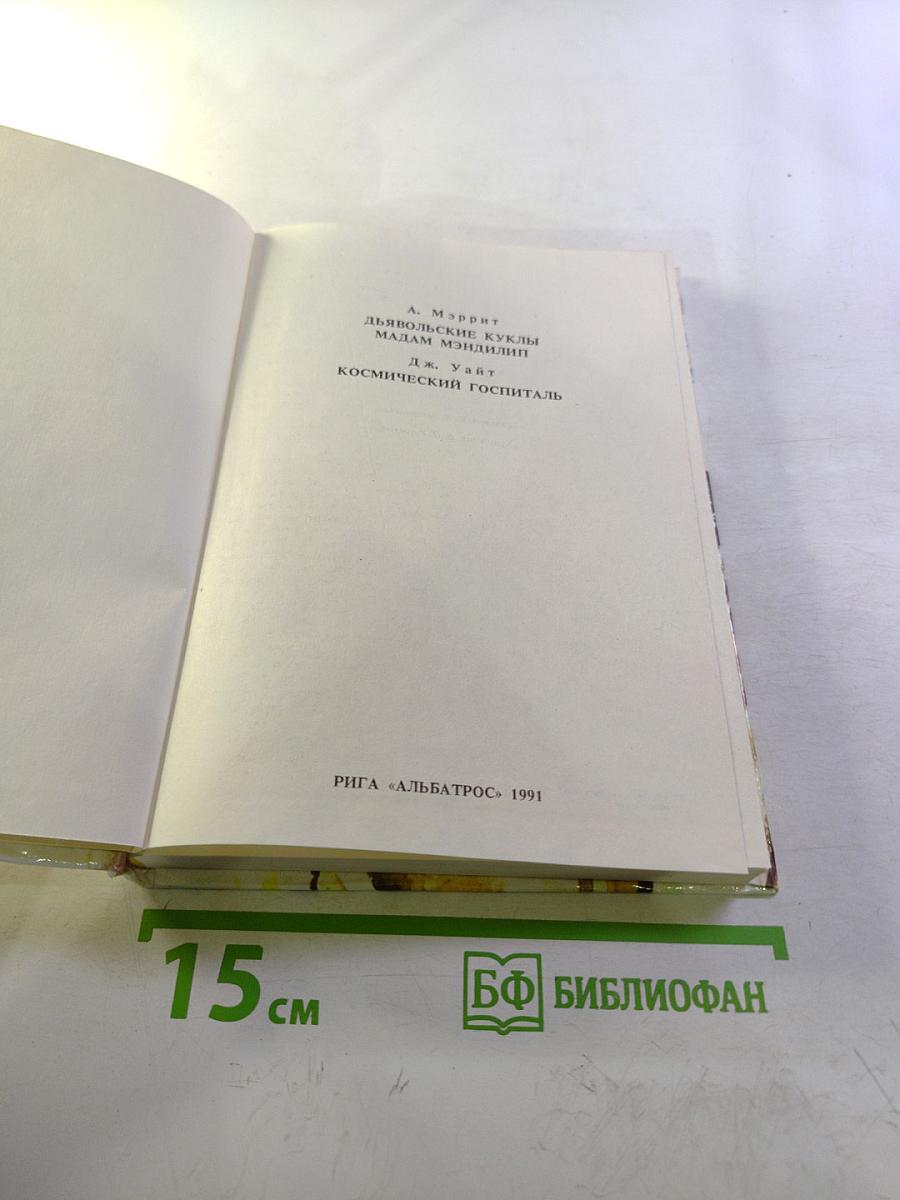 А. Мэррит
ДЬЯВОЛЬСКИЕ КУКЛЫ
МАДАМ МЭНДИЛИП
Дж. Уайт
КОСМИЧЕСКИЙ ГОСПИТАЛЬ
РИГА «АЛЬБАТРОС» 1991
15 см
БФ БИБЛИОФАН